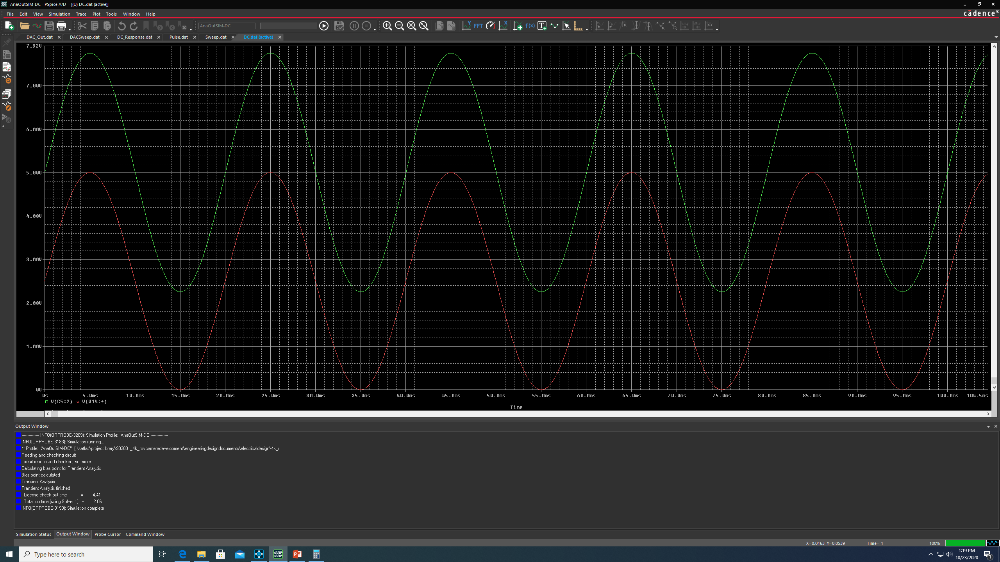 AnaOutSIM-DC - PSpice A/D - [(U) DC.dat (active)]
File Edit View Simulation Trace Plot Tools Window Help
cādence®
AnaOutSIM-DC
FFT
f(x)
DAC_Out.dat DACSweep.dat DC_Response.dat Pulse.dat Sweep.dat DC.dat (active)
7.92V
7.00V
6.00V
5.00V
4.00V
3.00V
2.00V
1.00V
0V
0s 5.0ms 10.0ms 15.0ms 20.0ms 25.0ms 30.0ms 35.0ms 40.0ms 45.0ms 50.0ms 55.0ms 60.0ms 65.0ms 70.0ms 75.0ms 80.0ms 85.0ms 90.0ms 95.0ms 100.0ms 104.5ms
V(C5:2) V(V14:+)
Time
Output Window
--------------- INFO(ORPROBE-3209): Simulation Profile: AnaOutSIM-DC ---------------
INFO(ORPROBE-3183): Simulation running...
** Profile: "AnaOutSIM-DC" [ \\atlas\projectlibrary\902001_4k_rovcameradevelopment\engineeringdesigndocuments\electricaldesign\4k_r
Reading and checking circuit
Circuit read in and checked, no errors
Calculating bias point for Transient Analysis
Bias point calculated
Transient Analysis
Transient Analysis finished
License check-out time = 4.41
Total job time (using Solver 1) = 2.06
INFO(ORPROBE-3190): Simulation complete
Simulation Status Output Window Probe Cursor Command Window
X=0.0163 Y=0.0539 Time= 1 100%
Type here to search
1:19 PM
10/23/2020
1